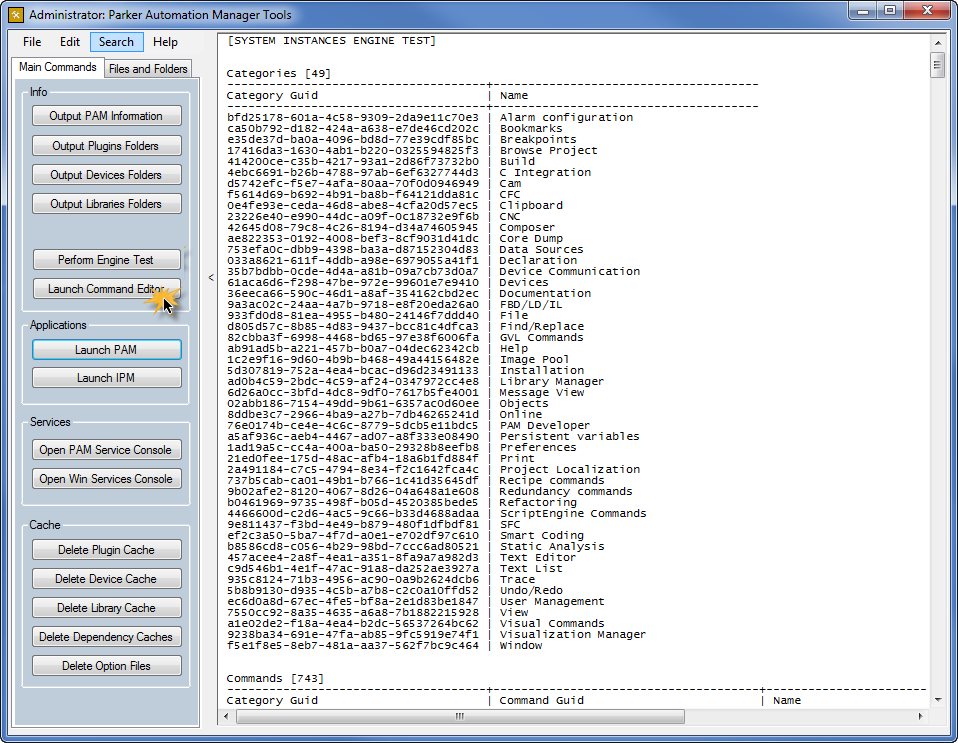 Administrator: Parker Automation Manager Tools
File Edit Search Help
Main Commands Files and Folders
Info
Output PAM Information
Output Plugins Folders
Output Devices Folders
Output Libraries Folders
Perform Engine Test
Launch Command Editor
Applications
Launch PAM
Launch IPM
Services
Open PAM Service Console
Open Win Services Console
Cache
Delete Plugin Cache
Delete Device Cache
Delete Library Cache
Delete Dependency Caches
Delete Option Files
<
[SYSTEM INSTANCES ENGINE TEST]
Categories [49]
Category Guid | Name
bfd25178-601a-4c58-9309-2da9e11c70e3 | Alarm configuration
ca50b792-d182-424a-a638-e7de46cd202c | Bookmarks
e35de37d-ba0a-4096-bd8d-77e39cdf85bc | Breakpoints
17416da3-1630-4ab1-b220-0325594825f3 | Browse Project
414200ce-c35b-4217-93a1-2d86f73732b0 | Build
4ebc6691-b26b-4788-97ab-6ef6327744d3 | C Integration
d5742efc-f5e7-4afa-80aa-70f0d0946949 | Cam
f5614d69-b692-4b91-ba8b-f64121dda81c | CFC
0e4fe93e-ceda-46d8-abe8-4cfa20d57ec5 | Clipboard
23226e40-e990-44dc-a09f-0c18732e9f6b | CNC
42645d08-79c8-4c26-8194-d34a74605945 | Composer
ae822353-0192-4008-bef3-8cf9031d41dc | Core Dump
753efa0c-dbb9-4398-ba3a-d87152304d83 | Data Sources
033a8621-611f-4ddb-a98e-6979055a41f1 | Declaration
35b7bdbb-0cde-4d4a-a81b-09a7cb73d0a7 | Device Communication
61aca6d6-f298-47be-972e-99601e7e9410 | Devices
36eeca66-590c-46d1-a8af-354162cbd2ec | Documentation
9a3ac02c-24aa-4a7b-9718-e8f20eda26a0 | FBD/LD/IL
933fd0d8-81ea-4955-b480-24146f7ddd40 | File
d805d57c-8b85-4d83-9437-bcc81c4dfca3 | Find/Replace
82cbba3f-6998-4468-bd65-97e38f6006fa | GVL Commands
ab91ad5b-a221-457b-b0a7-04dec62342cb | Help
1c2e9f16-9d60-4b9b-b468-49a44156482e | Image Pool
5d307819-752a-4ea4-bcac-d96d23491133 | Installation
ad0b4c59-2bdc-4c59-af24-0347972cc4e8 | Library Manager
6d26a0cc-3bfd-4dc8-9df0-7617b5fe4001 | Message View
02abb186-7154-49dd-9b61-6357ac0d60ee | Objects
8ddbe3c7-2966-4ba9-a27b-7db46265241d | Online
76e0174b-ce4e-4c6c-8779-5dcb5e11bdc5 | PAM Developer
a5af936c-aeb4-4467-ad07-a8f333e08490 | Persistent variables
1ad19a5c-cc4a-400a-ba50-29328b8eefb8 | Preferences
21ed0fee-175d-48ac-afb4-18a6b1fd884f | Print
2a491184-c7c5-4794-8e34-f2c1642fca4c | Project Localization
737b5cab-ca01-49b1-b766-1c41d35645df | Recipe commands
9b02afe2-8120-4067-8d26-04a648a1e608 | Redundancy commands
b0461969-9735-498f-b05d-4520385bede5 | Refactoring
4466600d-c2d6-4ac5-9c66-b33d4688adaa | ScriptEngine Commands
9e811437-f3bd-4e49-b879-480f1dfbdf81 | SFC
ef2c3a50-5ba7-4f7d-a0e1-e702df97c610 | Smart Coding
b8586cd8-c056-4b29-98bd-7ccc6ad80521 | Static Analysis
457acee4-2a8f-4ea1-a351-8fa9a7a982d3 | Text Editor
c9d546b1-4e1f-47ac-91a8-da252ae3927a | Text List
935c8124-71b3-4956-ac90-0a9b2624dcb6 | Trace
5b8b9130-d935-4c5b-a7b8-c2c0a10ffd52 | Undo/Redo
ec6d0a8d-67ec-4fe5-bf8a-2e1d83be1847 | User Management
7550cc92-8a35-4635-a6a8-7b1882215928 | View
a1e02de2-f18a-4ea4-b2dc-56537264bc62 | Visual Commands
9238ba34-691e-47fa-ab85-9fc5919e74f1 | Visualization Manager
f5e1f8e5-8eb7-481a-aa37-562f7bc9c464 | Window
Commands [743]
Category Guid | Command Guid | Name